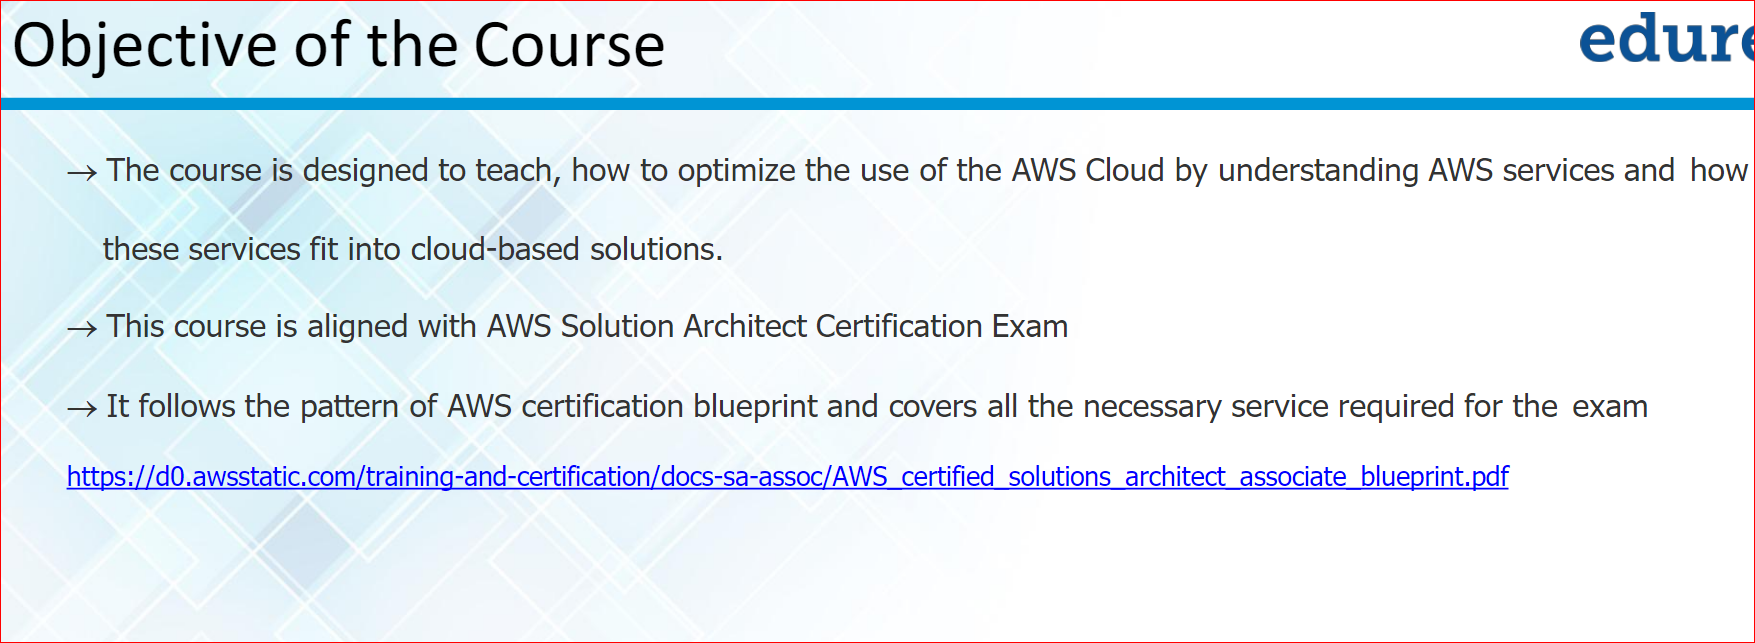 Objective of the Course
edure
→ The course is designed to teach, how to optimize the use of the AWS Cloud by understanding AWS services and how
these services fit into cloud-based solutions.
→ This course is aligned with AWS Solution Architect Certification Exam
→ It follows the pattern of AWS certification blueprint and covers all the necessary service required for the exam
https://d0.awsstatic.com/training-and-certification/docs-sa-assoc/AWS_certified_solutions_architect_associate_blueprint.pdf